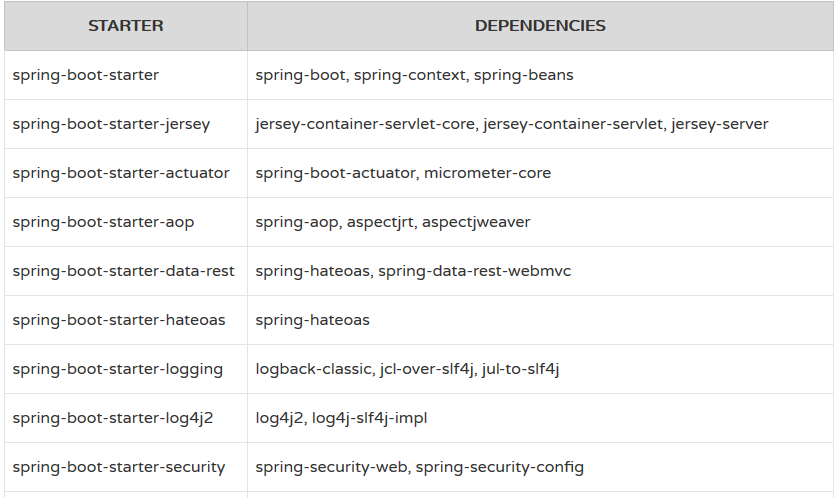 STARTER DEPENDENCIES
spring-boot-starter spring-boot, spring-context, spring-beans
spring-boot-starter-jersey jersey-container-servlet-core, jersey-container-servlet, jersey-server
spring-boot-starter-actuator spring-boot-actuator, micrometer-core
spring-boot-starter-aop spring-aop, aspectjrt, aspectjweaver
spring-boot-starter-data-rest spring-hateoas, spring-data-rest-webmvc
spring-boot-starter-hateoas spring-hateoas
spring-boot-starter-logging logback-classic, jcl-over-slf4j, jul-to-slf4j
spring-boot-starter-log4j2 log4j2, log4j-slf4j-impl
spring-boot-starter-security spring-security-web, spring-security-config